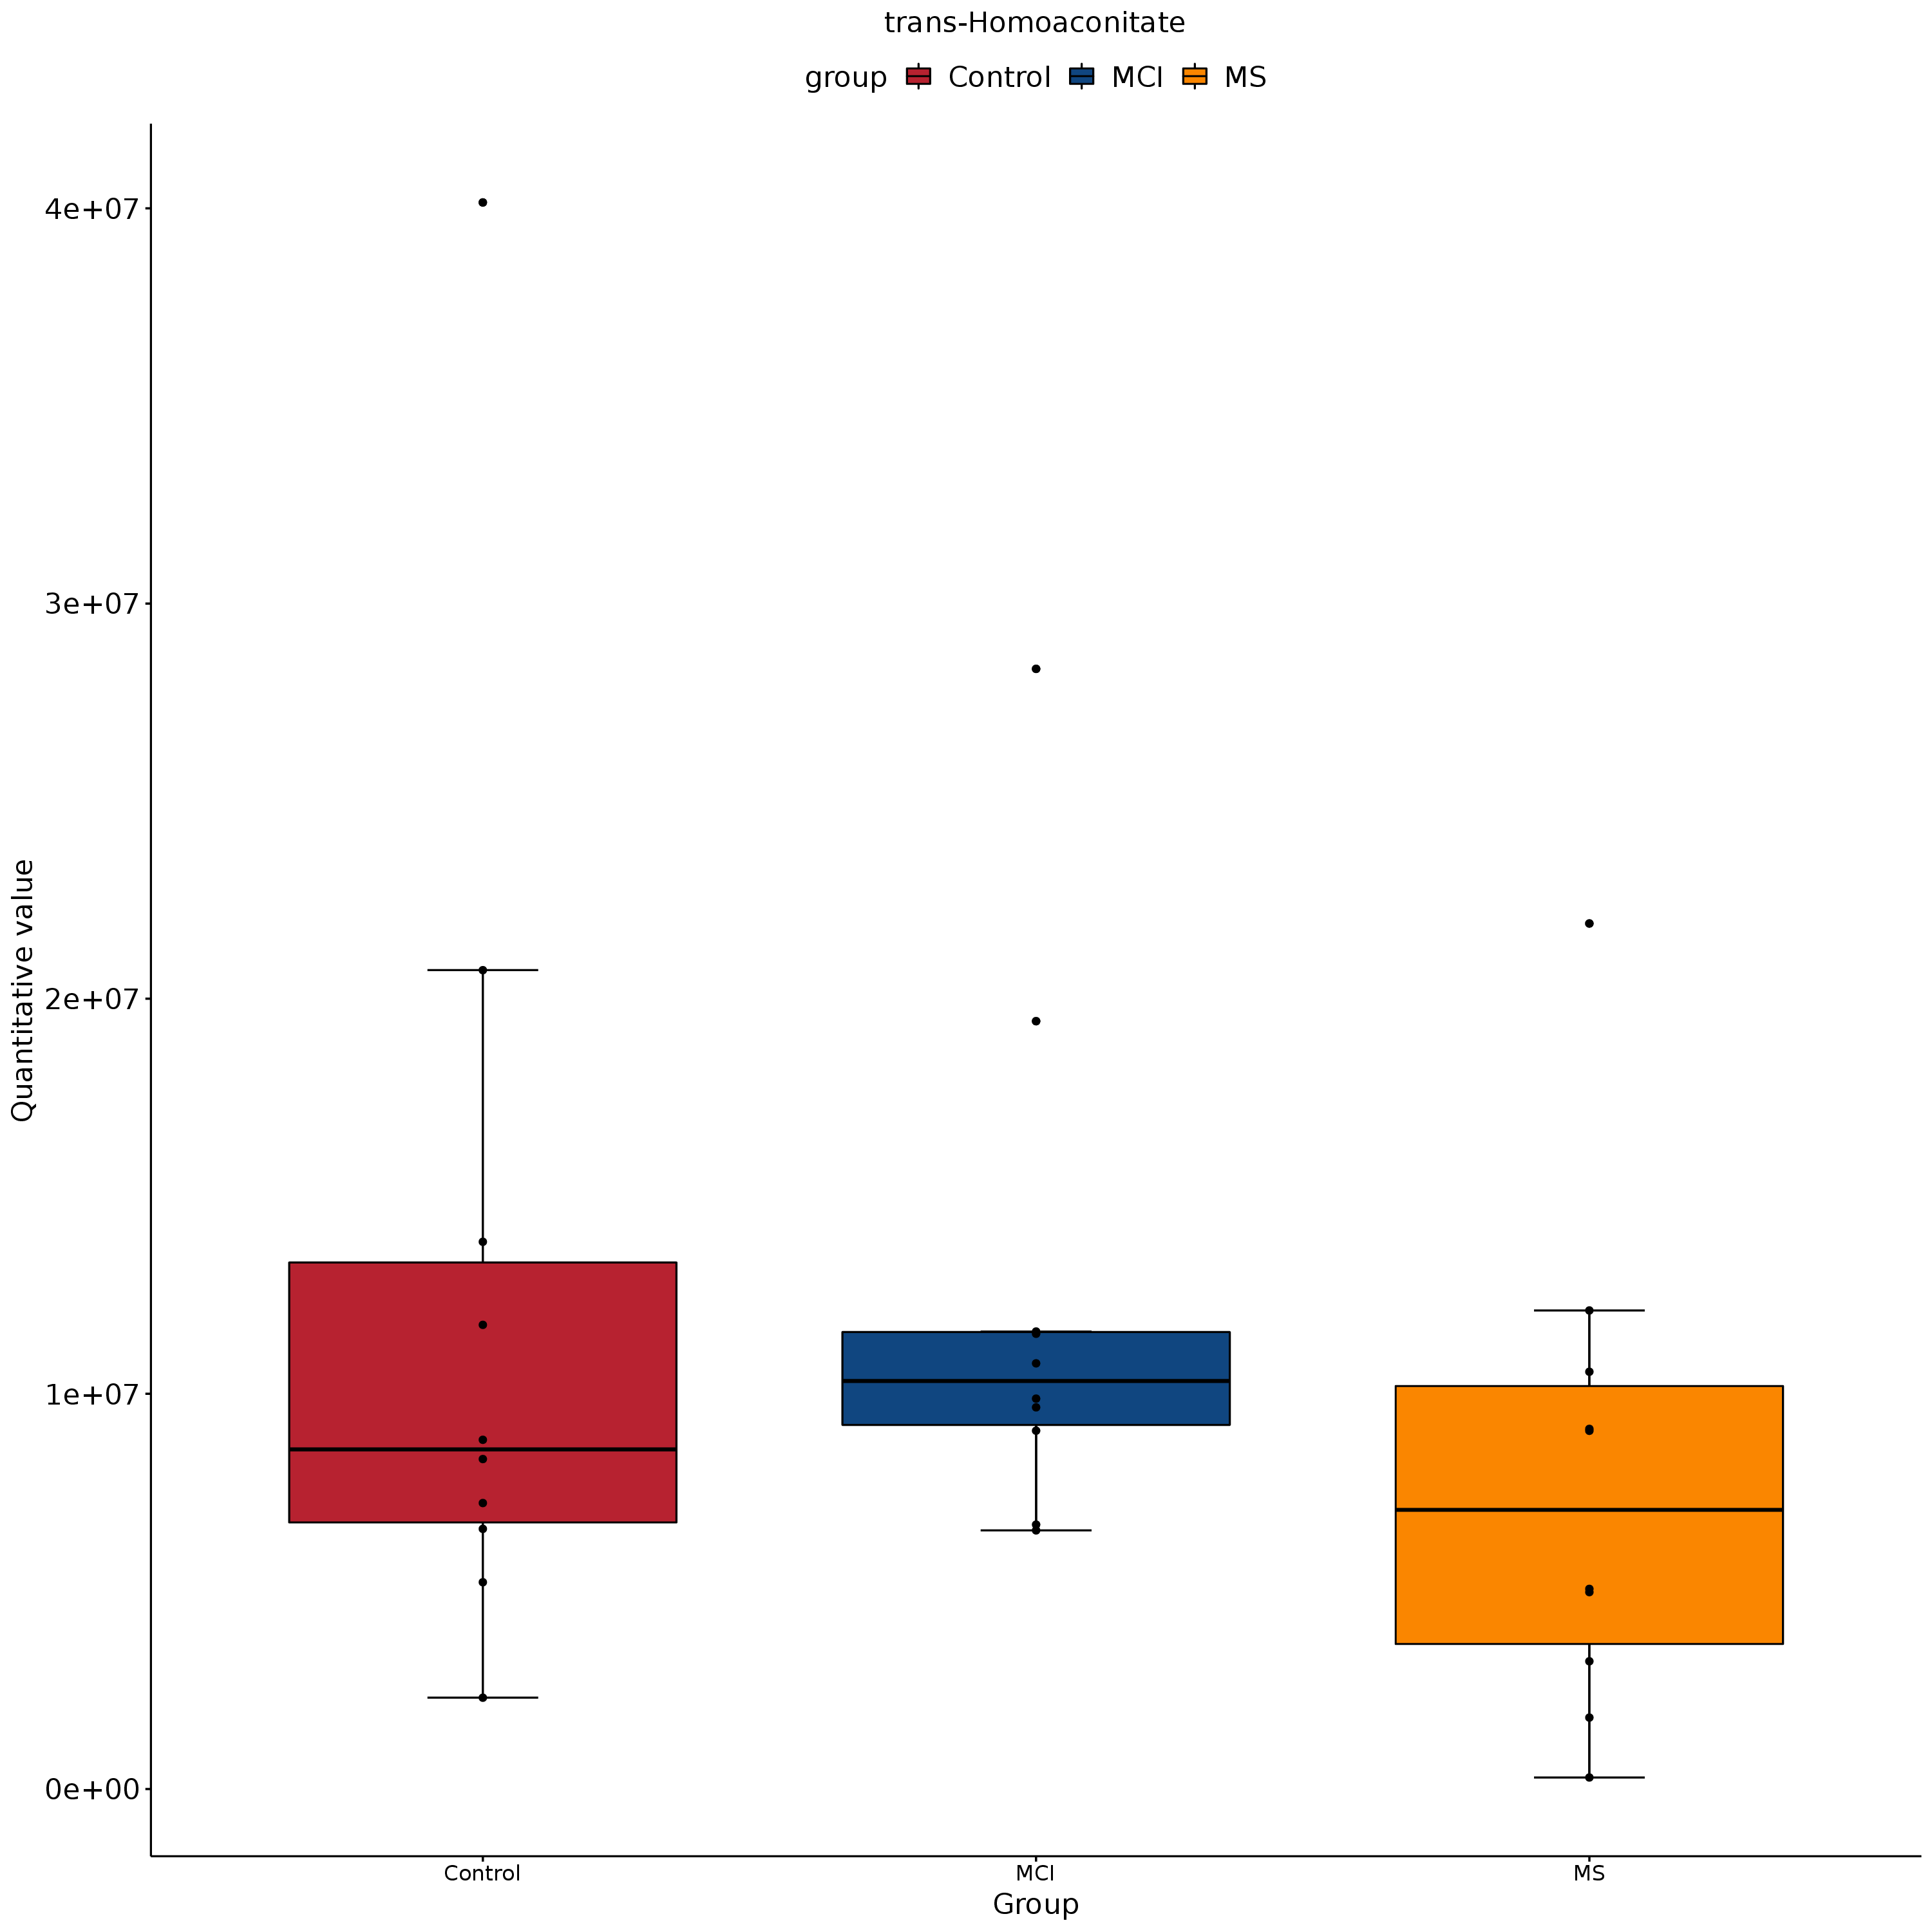 trans-Homoaconitate
group Control MCI MS
4e+07
3e+07
2e+07
1e+07
0e+00
Quantitative value
Control MCI MS
Group